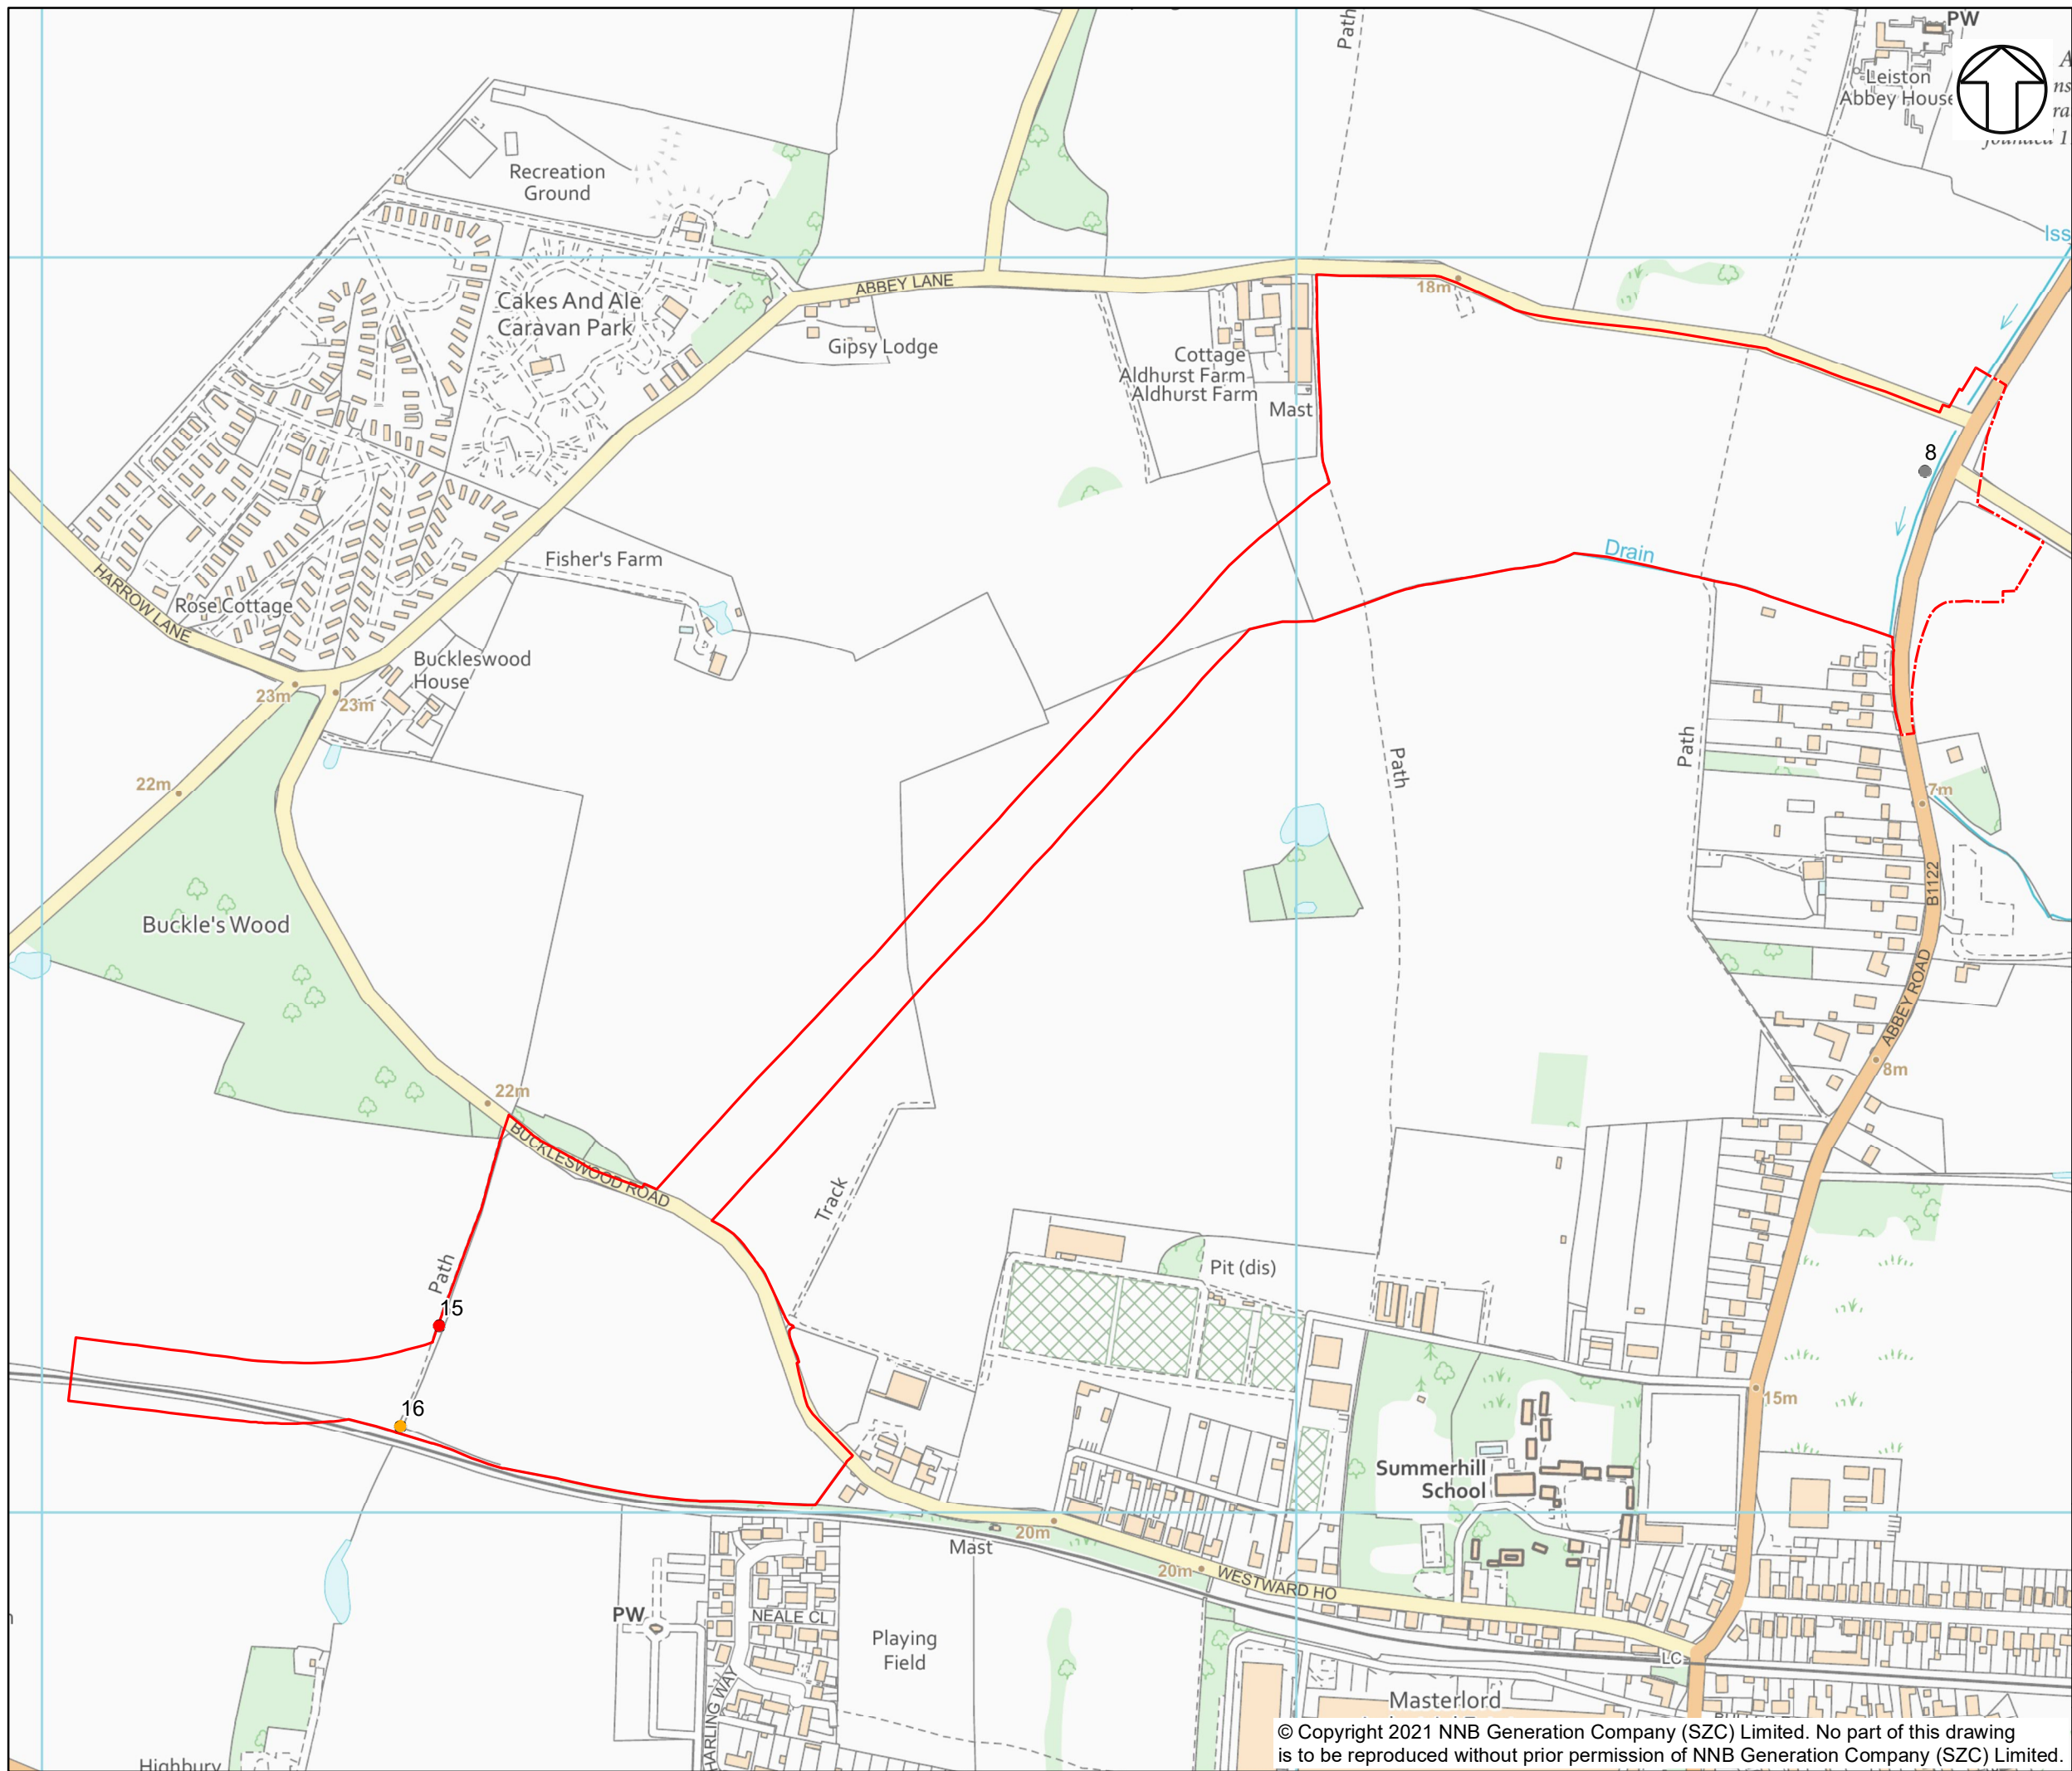 PW
Path
Leiston
Abbey House
Recreation
Ground
Iss
ABBEY LANE
18m
Cakes And Ale
Caravan Park
Gipsy Lodge
Cottage
Aldhurst Farm
Aldhurst Farm
Mast
8
Drain
Fisher's Farm
HARROW LANE
Rose Cottage
Buckleswood
House
23m
23m
22m
Path
Path
7m
B1122
Buckle's Wood
ABBEY ROAD
8m
22m
BUCKLESWOOD ROAD
Track
Path
Pit (dis)
15
15m
16
Summerhill
School
20m
Mast
20m
WESTWARD HO
PW
NEALE CL
Playing
Field
HARLING WAY
LC
Masterlord
Highbury
© Copyright 2021 NNB Generation Company (SZC) Limited. No part of this drawing
is to be reproduced without prior permission of NNB Generation Company (SZC) Limited.